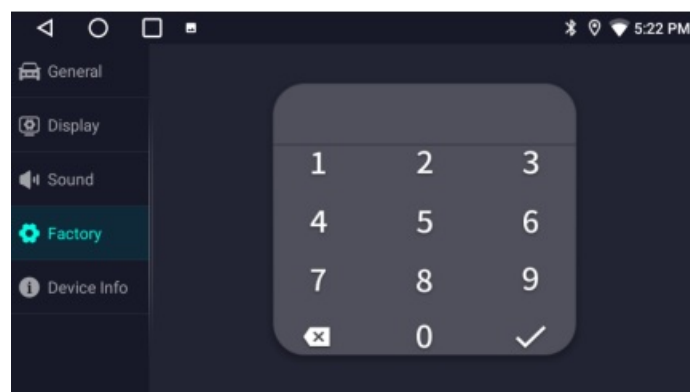 5:22 PM
General
Display
Sound
Factory
Device Info
1 2 3
4 5 6
7 8 9
0